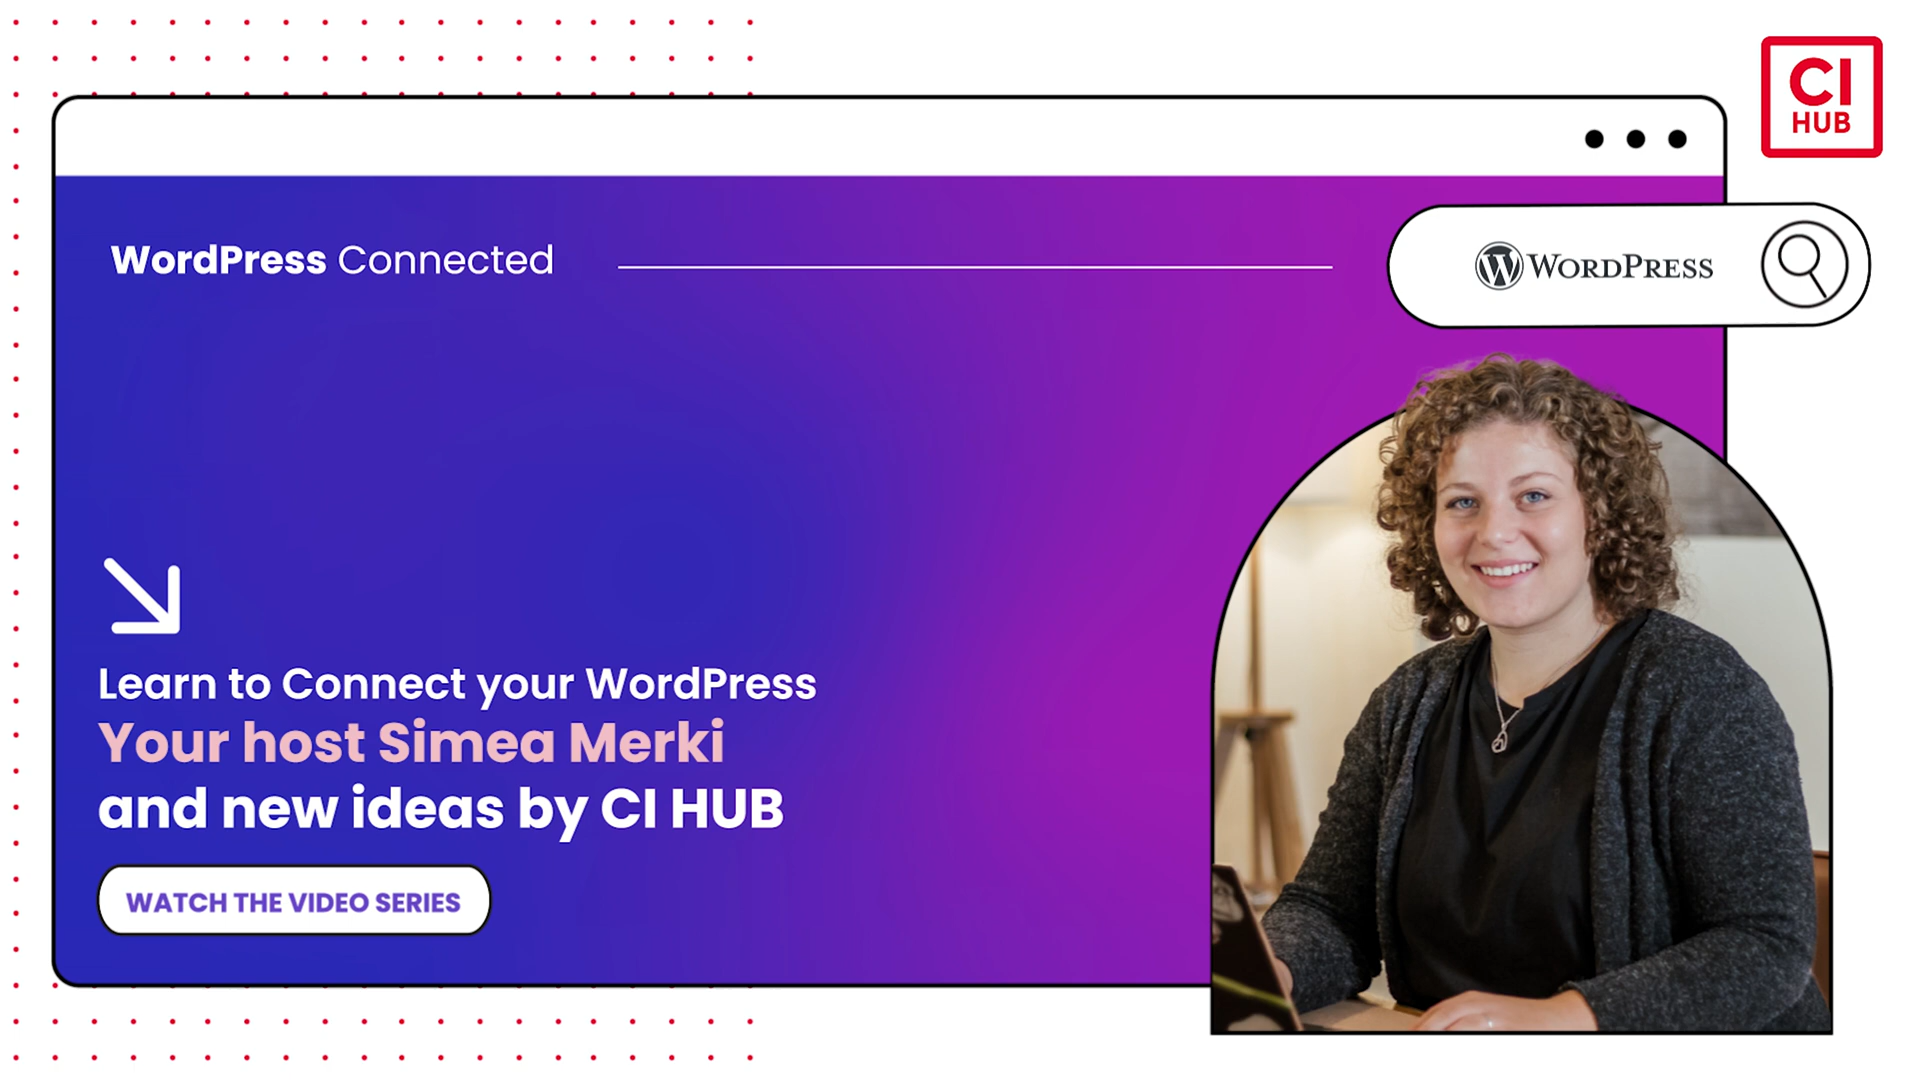 CI
HUB
WordPress Connected
WORDPRESS
Learn to Connect your WordPress
Your host Simea Merki
and new ideas by CI HUB
WATCH THE VIDEO SERIES